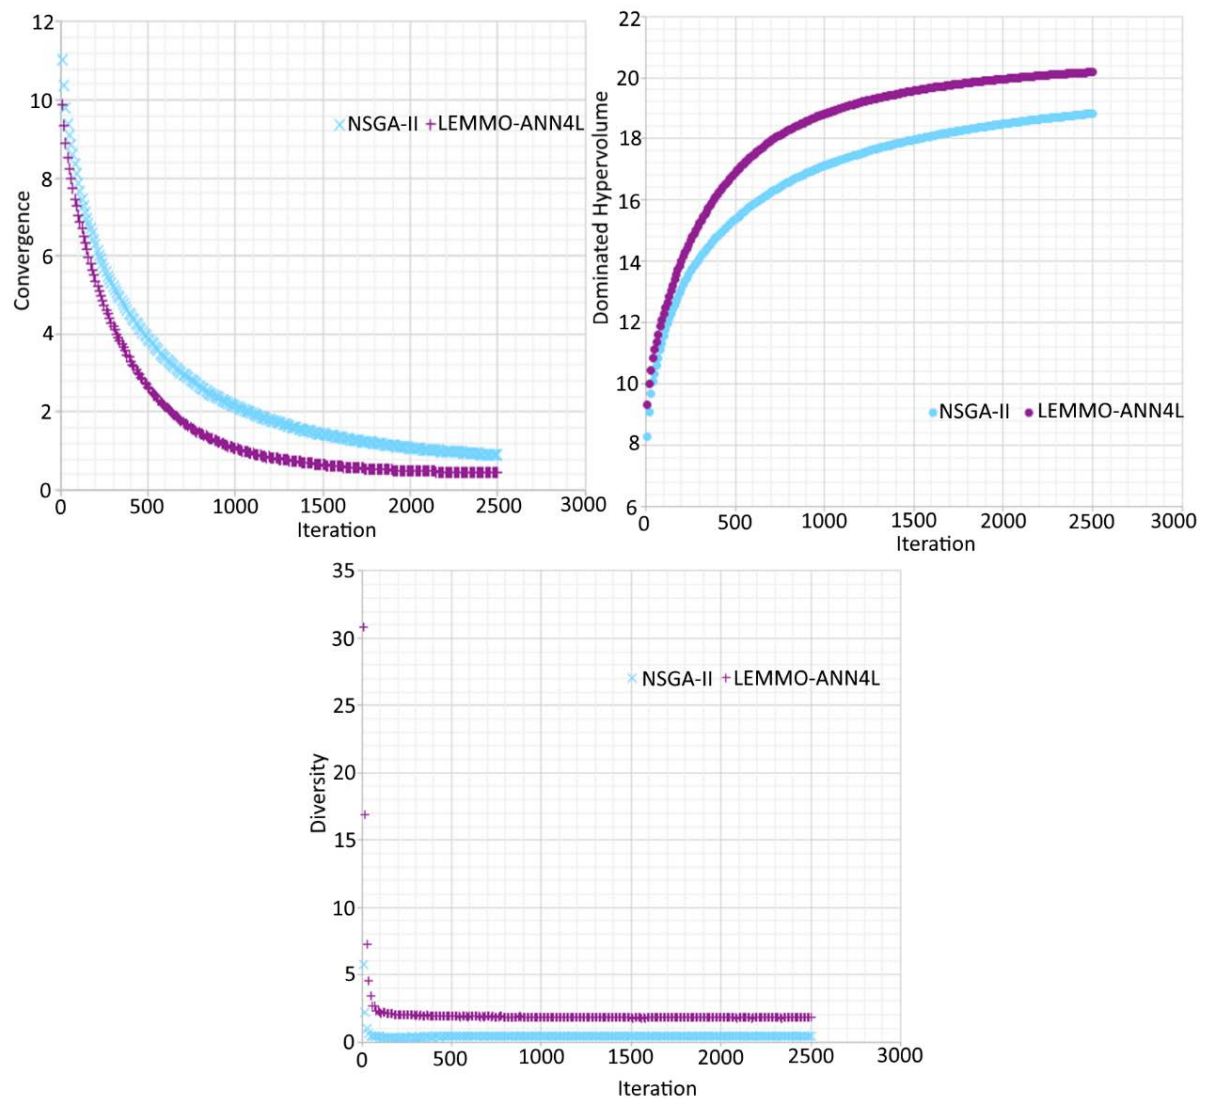 12
10
8
6
4
2
0
Convergence
× NSGA-II + LEMMO-ANN4L
0 500 1000 1500 2000 2500 3000
Iteration
22
20
18
16
14
12
10
8
6
Dominated Hypervolume
NSGA-II LEMMO-ANN4L
0 500 1000 1500 2000 2500 3000
Iteration
35
30
25
20
15
10
5
0
Diversity
× NSGA-II + LEMMO-ANN4L
0 500 1000 1500 2000 2500 3000
Iteration